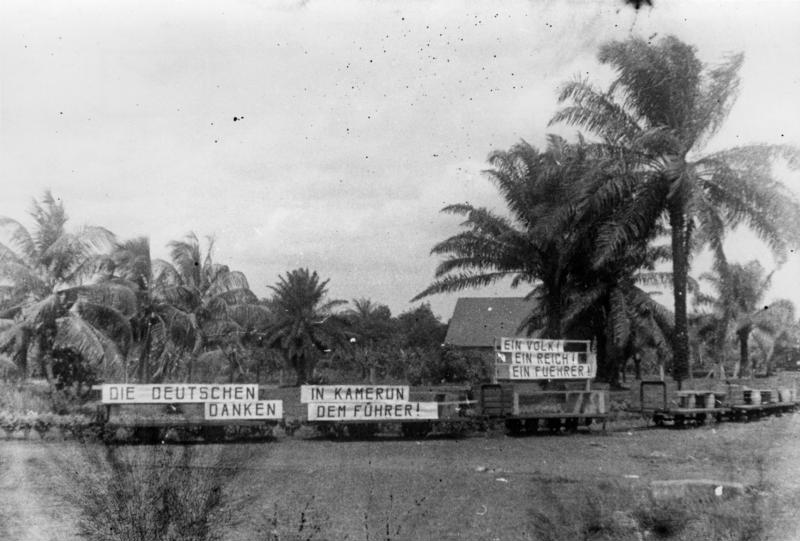 DIE DEUTSCHEN
DANKEN
IN KAMERUN
DEM FÜHRER!
EIN VOLK!
EIN REICH!
EIN FUEHRER!